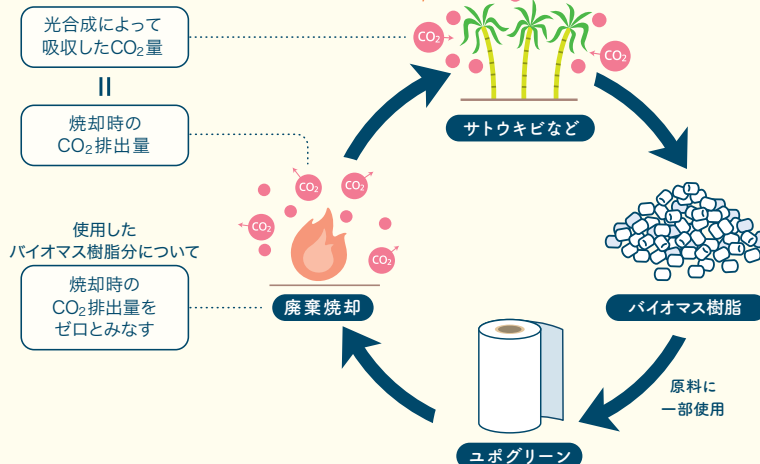 光合成によって
吸収したCO₂量
CO₂
CO₂
サトウキビなど
焼却時の
CO₂排出量
CO₂
CO₂
CO₂
CO₂
使用した
バイオマス樹脂分について
焼却時の
CO₂排出量を
ゼロとみなす
廃棄焼却
バイオマス樹脂
原料に
一部使用
ユポグリーン